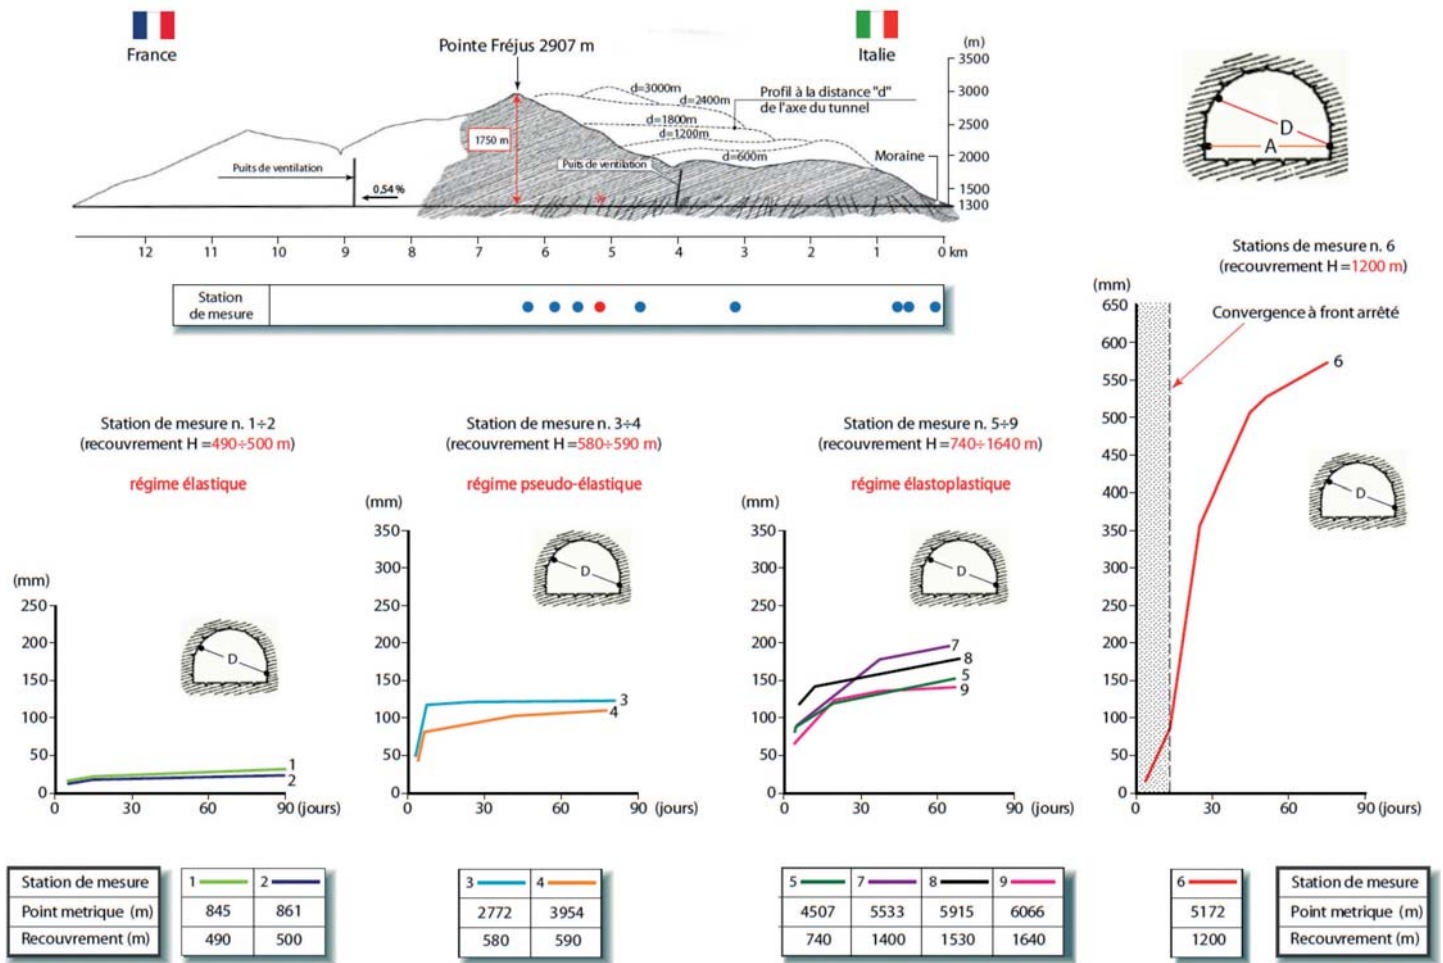 France
Pointe Fréjus 2907 m
Italie
(m)
3500
3000
2500
2000
1500
1300
d=3000m
d=2400m
d=1800m
d=1200m
d=600m
Profil à la distance "d"
de l'axe du tunnel
1750 m
Puits de ventilation
Puits de ventilation
Moraine
0,54 %
12 11 10 9 8 7 6 5 4 3 2 1 0 km
Station
de mesure
D
A
Stations de mesure n. 6
(recouvrement H = 1200 m)
(mm)
650
600
550
500
450
400
350
300
250
200
150
100
50
0
Convergence à front arrêté
6
D
0 30 60 90 (jours)
Station de mesure n. 1÷2
(recouvrement H = 490÷500 m)
régime élastique
(mm)
250
200
150
100
50
0
D
1
2
0 30 60 90 (jours)
Station de mesure n. 3÷4
(recouvrement H = 580÷590 m)
régime pseudo-élastique
(mm)
350
300
250
200
150
100
50
0
D
3
4
0 30 60 90 (jours)
Station de mesure n. 5÷9
(recouvrement H = 740÷1640 m)
régime élastoplastique
(mm)
350
300
250
200
150
100
50
0
D
7
8
5
9
0 30 60 90 (jours)
Station de mesure 1 2
Point metrique (m) 845 861
Recouvrement (m) 490 500
3 4
2772 3954
580 590
5 7 8 9
4507 5533 5915 6066
740 1400 1530 1640
6
5172
1200
Station de mesure
Point metrique (m)
Recouvrement (m)